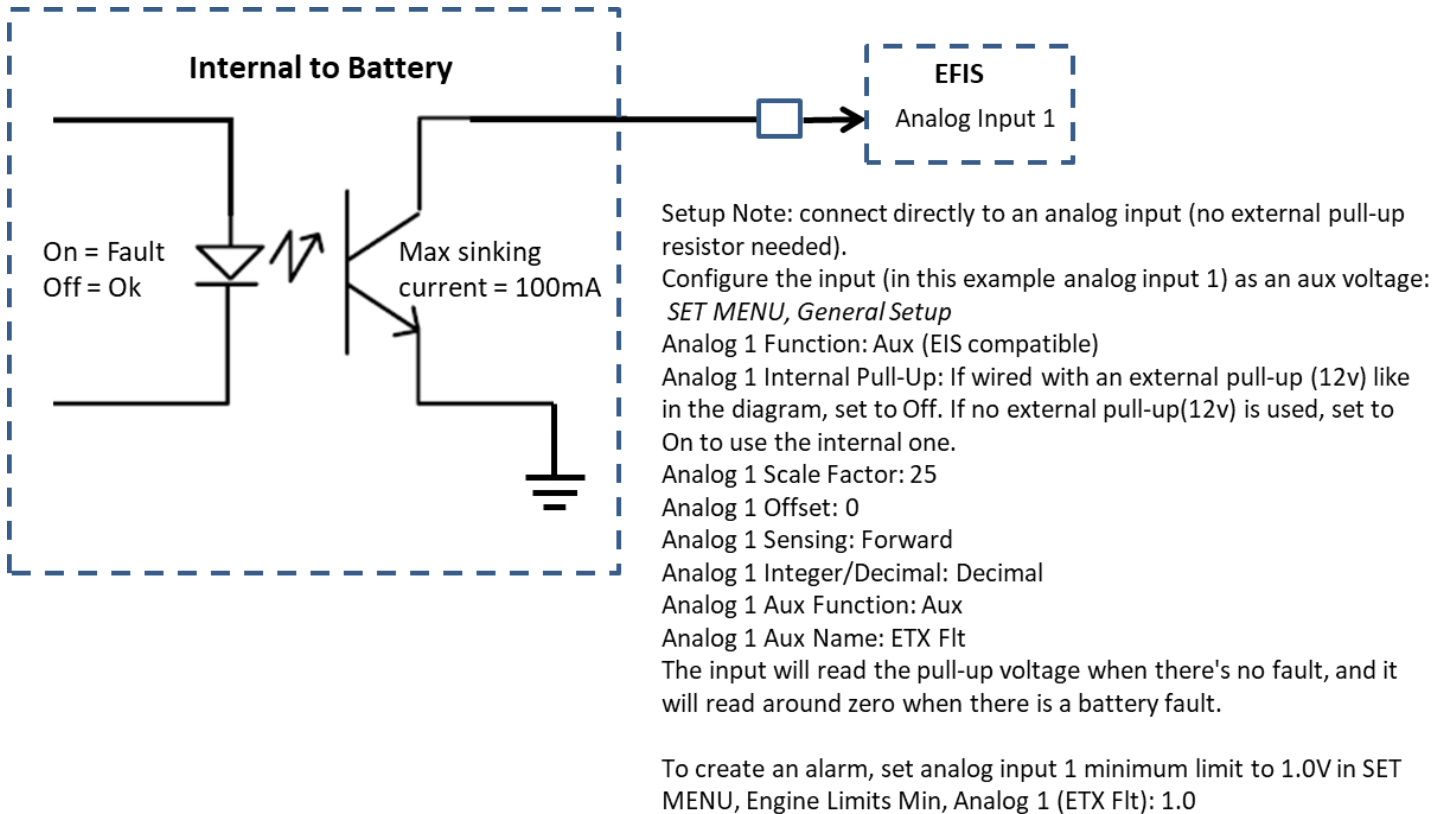 Internal to Battery
On = Fault
Off = Ok
Max sinking
current = 100mA
EFIS
Analog Input 1
Setup Note: connect directly to an analog input (no external pull-up
resistor needed).
Configure the input (in this example analog input 1) as an aux voltage:
SET MENU, General Setup
Analog 1 Function: Aux (EIS compatible)
Analog 1 Internal Pull-Up: If wired with an external pull-up (12v) like
in the diagram, set to Off. If no external pull-up(12v) is used, set to
On to use the internal one.
Analog 1 Scale Factor: 25
Analog 1 Offset: 0
Analog 1 Sensing: Forward
Analog 1 Integer/Decimal: Decimal
Analog 1 Aux Function: Aux
Analog 1 Aux Name: ETX Flt
The input will read the pull-up voltage when there's no fault, and it
will read around zero when there is a battery fault.
To create an alarm, set analog input 1 minimum limit to 1.0V in SET
MENU, Engine Limits Min, Analog 1 (ETX Flt): 1.0